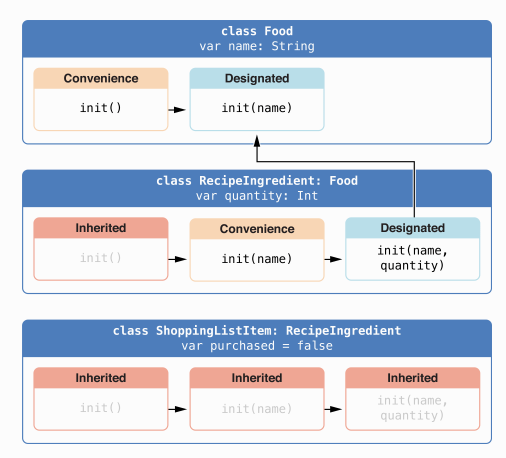 class Food
var name: String
Convenience
Designated
init()
init(name)
class RecipeIngredient: Food
var quantity: Int
Inherited
Convenience
Designated
init()
init(name)
init(name,
quantity)
class ShoppingListItem: RecipeIngredient
var purchased = false
Inherited
Inherited
Inherited
init()
init(name)
init(name,
quantity)